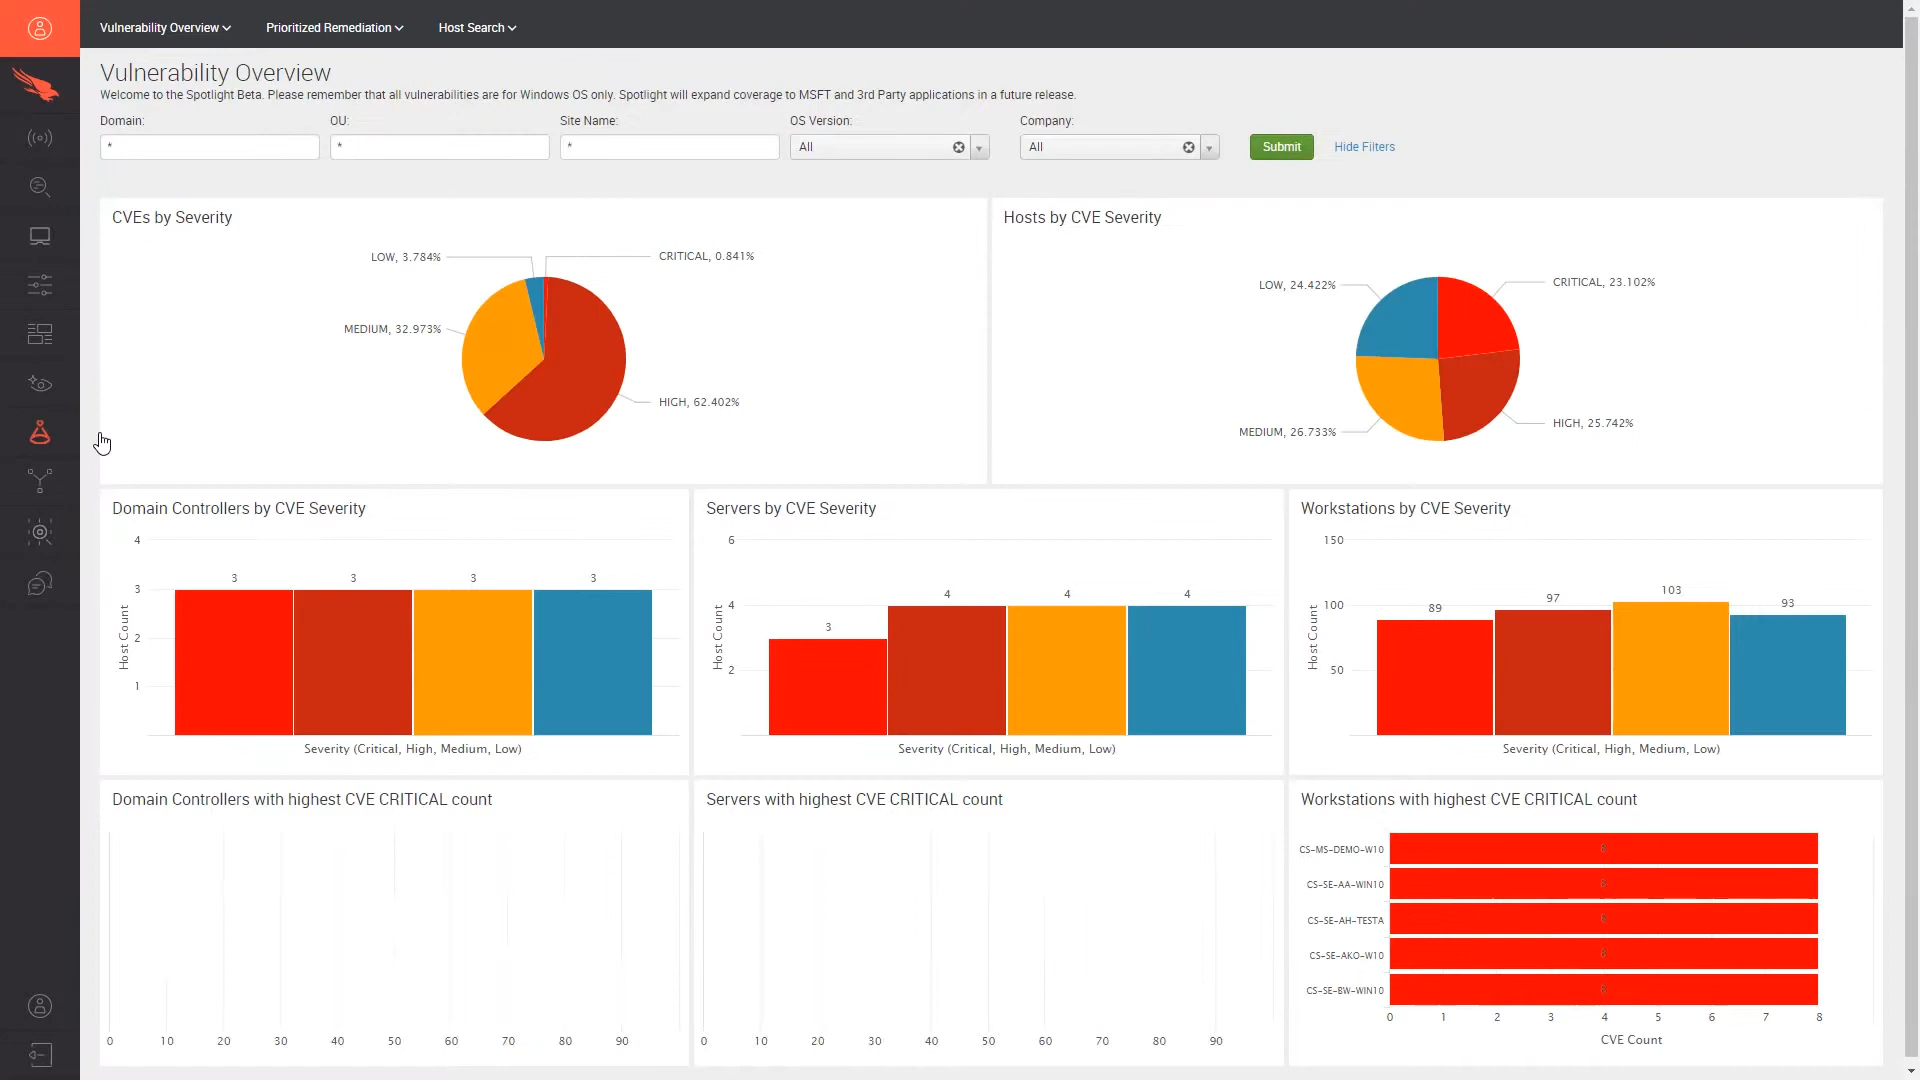 Vulnerability Overview
Prioritized Remediation
Host Search
Vulnerability Overview
Welcome to the Spotlight Beta. Please remember that all vulnerabilities are for Windows OS only. Spotlight will expand coverage to MSFT and 3rd Party applications in a future release.
Domain:
OU:
Site Name:
OS Version:
Company:
*
*
*
All
All
Submit
Hide Filters
CVEs by Severity
LOW, 3.784%
CRITICAL, 0.841%
MEDIUM, 32.973%
HIGH, 62.402%
Hosts by CVE Severity
LOW, 24.422%
CRITICAL, 23.102%
MEDIUM, 26.733%
HIGH, 25.742%
Domain Controllers by CVE Severity
4
3
2
1
Host Count
3 3 3 3
Severity (Critical, High, Medium, Low)
Servers by CVE Severity
6
4
2
Host Count
3 4 4 4
Severity (Critical, High, Medium, Low)
Workstations by CVE Severity
150
100
50
Host Count
89 97 103 93
Severity (Critical, High, Medium, Low)
Domain Controllers with highest CVE CRITICAL count
0 10 20 30 40 50 60 70 80 90
Servers with highest CVE CRITICAL count
0 10 20 30 40 50 60 70 80 90
Workstations with highest CVE CRITICAL count
CS-MS-DEMO-W10 8
CS-SE-AA-WIN10 8
CS-SE-AH-TESTA 8
CS-SE-AKO-W10 8
CS-SE-BW-WIN10 8
0 1 2 3 4 5 6 7 8
CVE Count